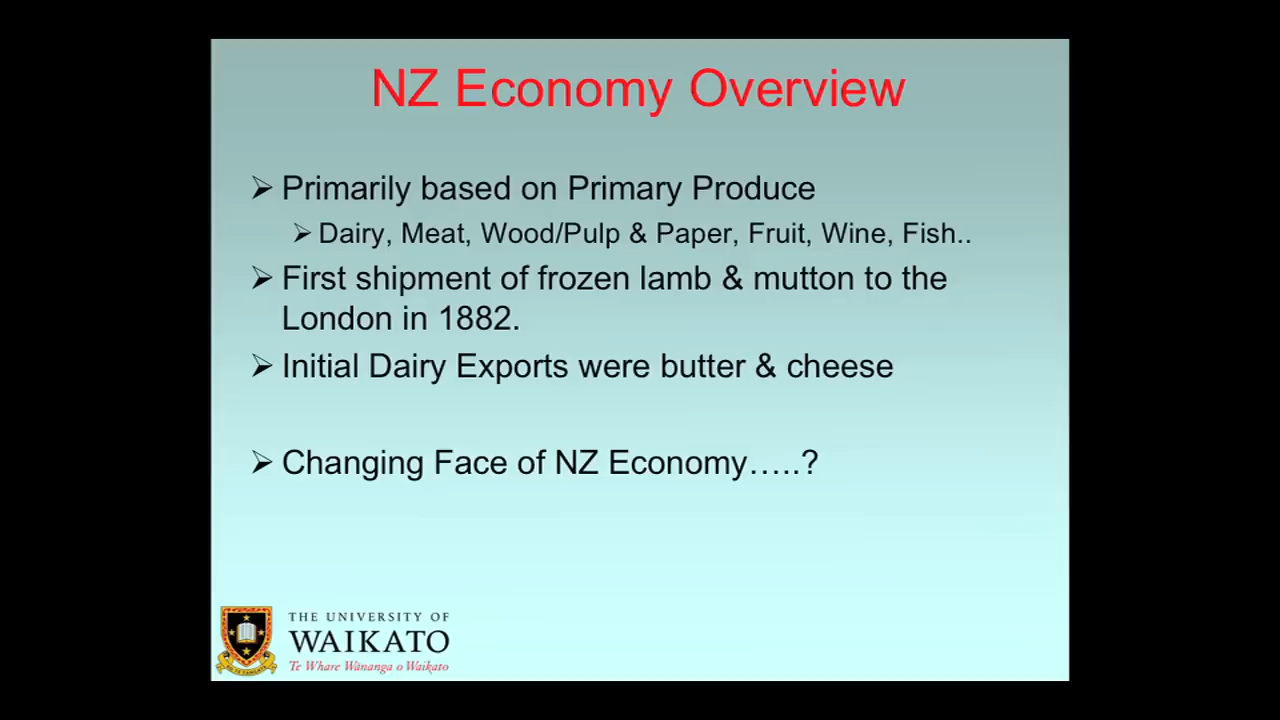 NZ Economy Overview
➢ Primarily based on Primary Produce
➢ Dairy, Meat, Wood/Pulp & Paper, Fruit, Wine, Fish..
➢ First shipment of frozen lamb & mutton to the
London in 1882.
➢ Initial Dairy Exports were butter & cheese
➢ Changing Face of NZ Economy…..?
THE UNIVERSITY OF
WAIKATO
Te Whare Wānanga o Waikato